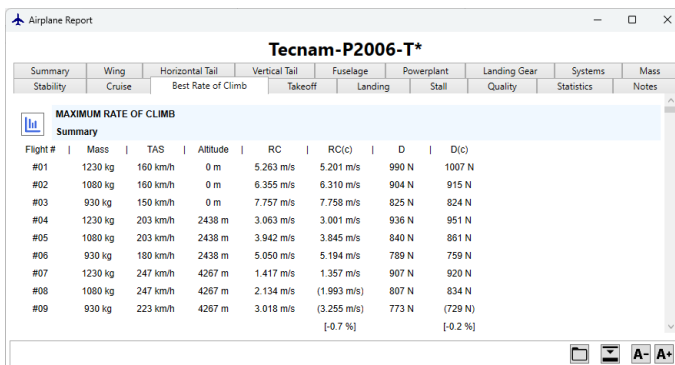 Airplane Report
Tecnam-P2006-T*
Summary Wing Horizontal Tail Vertical Tail Fuselage Powerplant Landing Gear Systems Mass
Stability Cruise Best Rate of Climb Takeoff Landing Stall Quality Statistics Notes
MAXIMUM RATE OF CLIMB
Summary
Flight # | Mass | TAS | Altitude | RC | RC(c) | D | D(c)
#01 1230 kg 160 km/h 0 m 5.263 m/s 5.201 m/s 990 N 1007 N
#02 1080 kg 160 km/h 0 m 6.355 m/s 6.310 m/s 904 N 915 N
#03 930 kg 150 km/h 0 m 7.757 m/s 7.758 m/s 825 N 824 N
#04 1230 kg 203 km/h 2438 m 3.063 m/s 3.001 m/s 936 N 951 N
#05 1080 kg 203 km/h 2438 m 3.942 m/s 3.845 m/s 840 N 861 N
#06 930 kg 180 km/h 2438 m 5.050 m/s 5.194 m/s 789 N 759 N
#07 1230 kg 247 km/h 4267 m 1.417 m/s 1.357 m/s 907 N 920 N
#08 1080 kg 247 km/h 4267 m 2.134 m/s (1.993 m/s) 807 N 834 N
#09 930 kg 223 km/h 4267 m 3.018 m/s (3.255 m/s) 773 N (729 N)
[-0.7 %] [-0.2 %]
A- A+